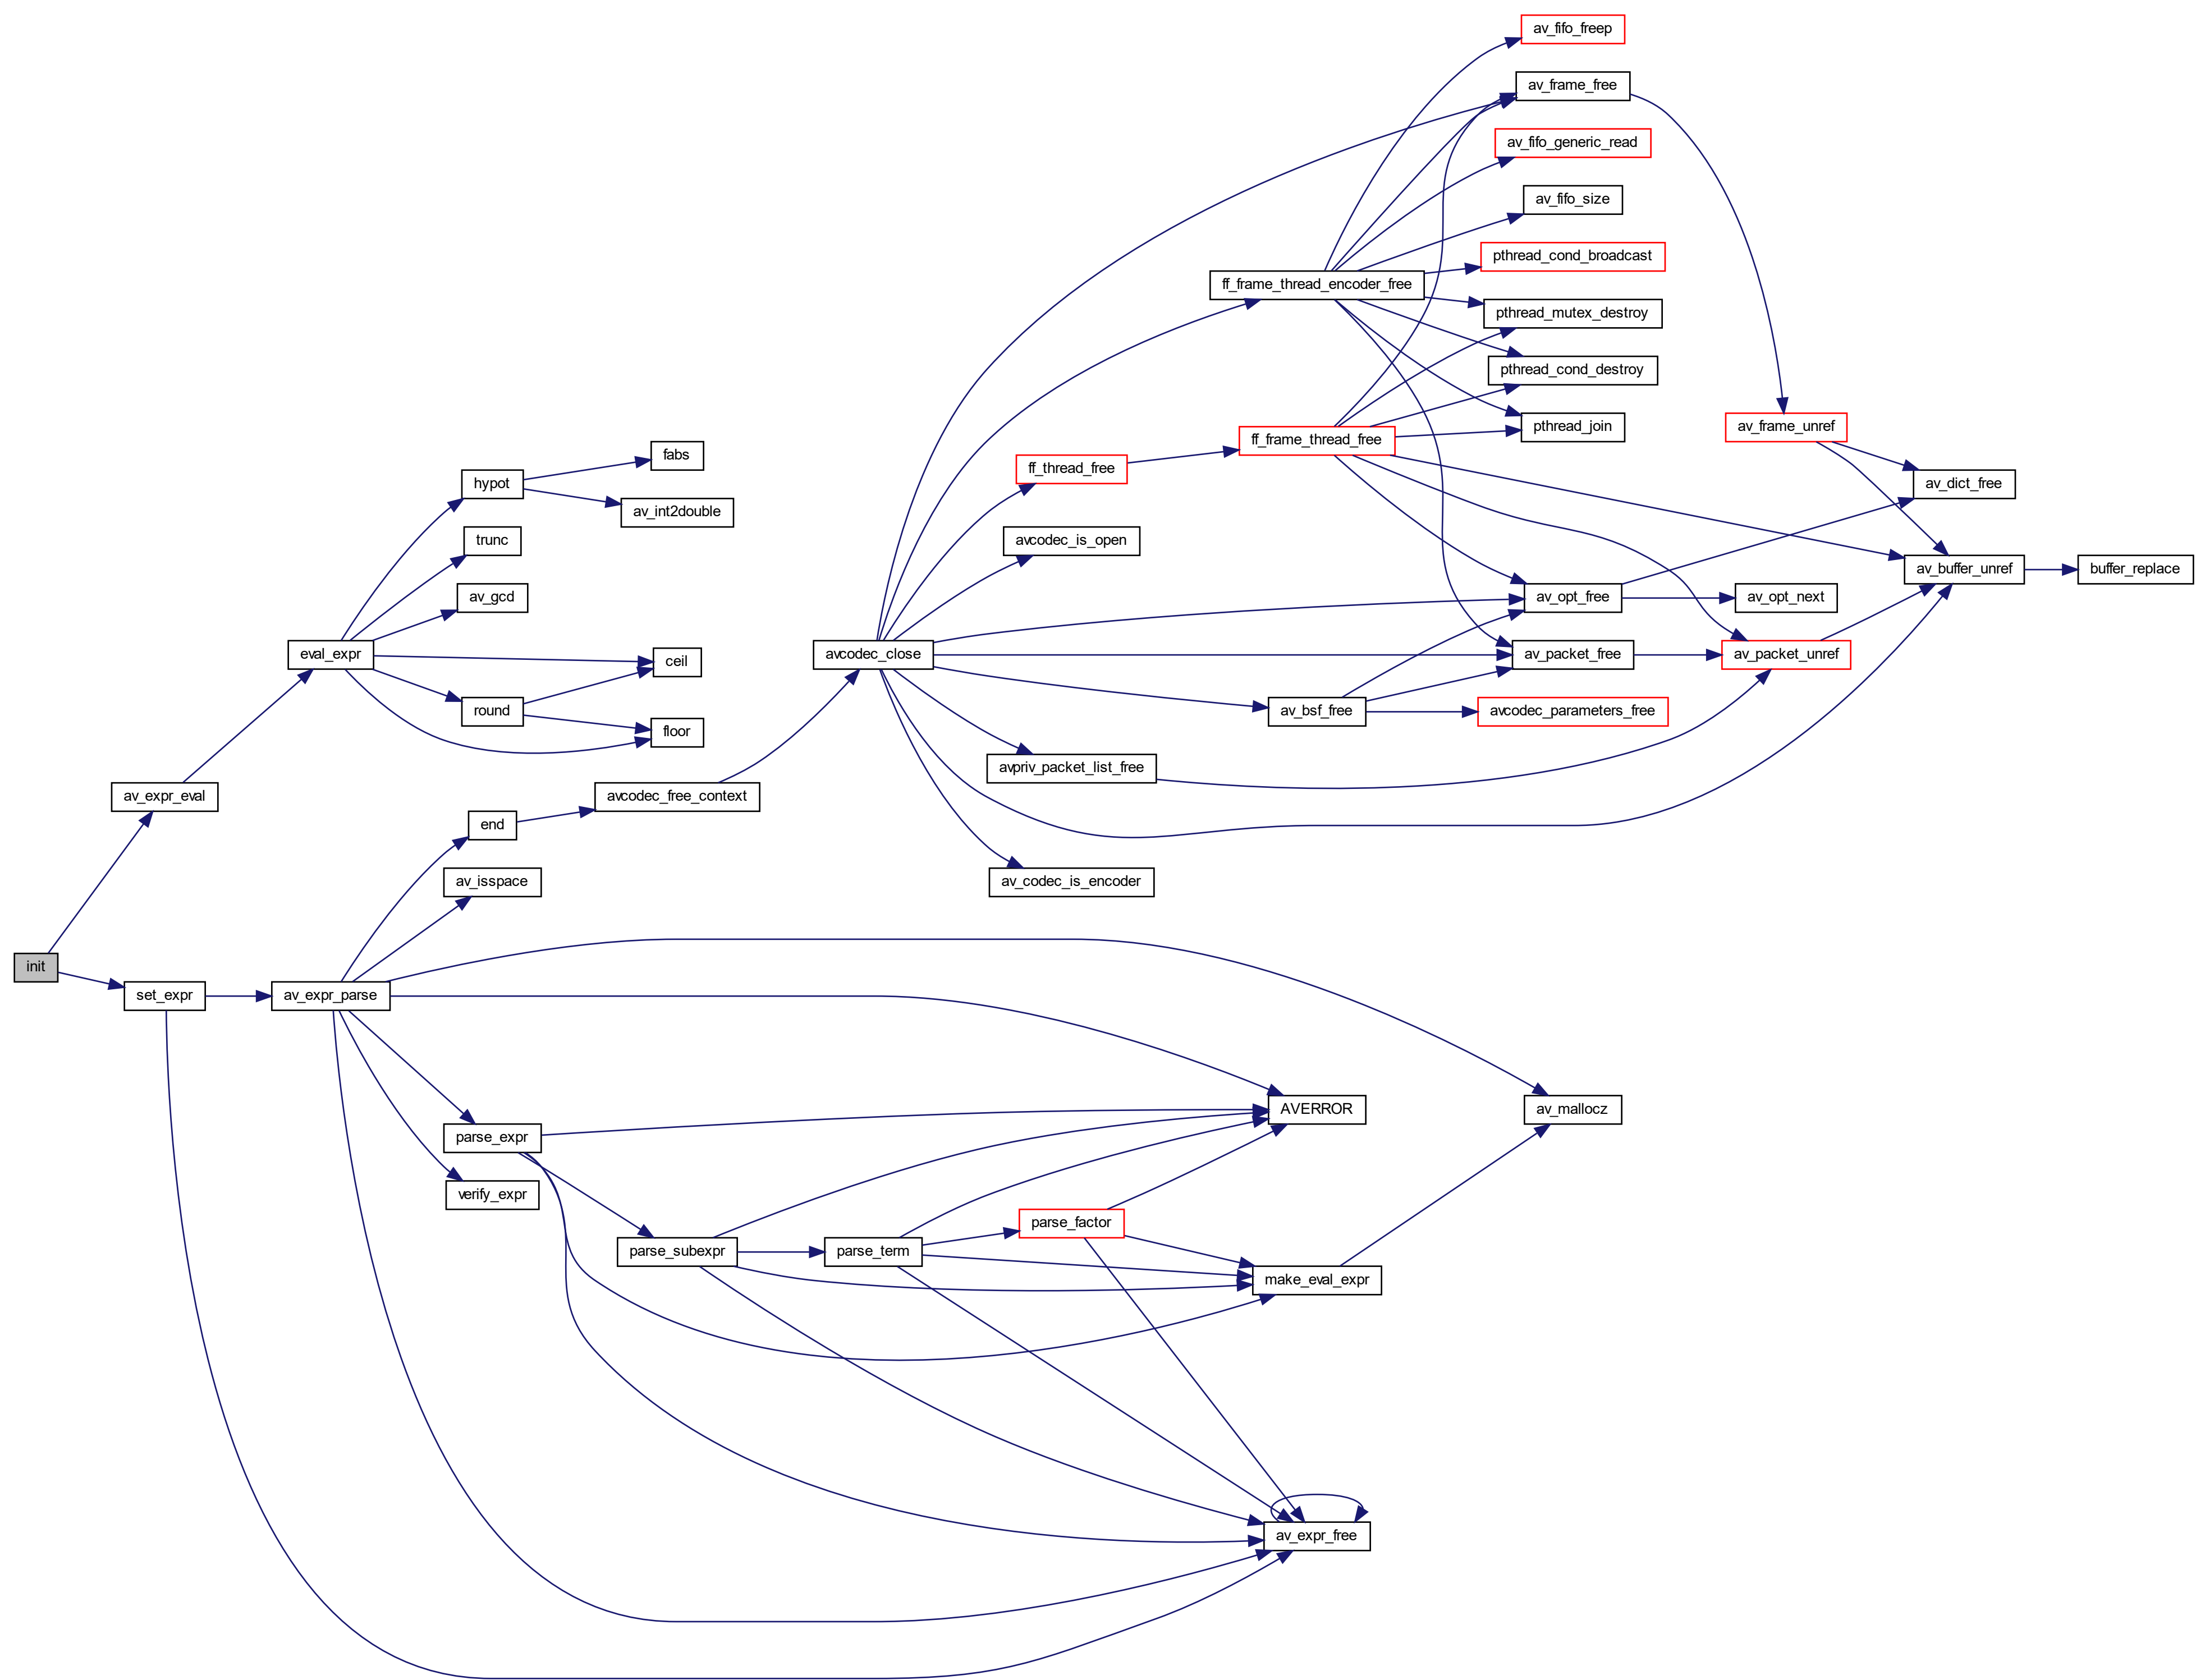 av_fifo_freep
av_frame_free
av_fifo_generic_read
av_fifo_size
pthread_cond_broadcast
ff_frame_thread_encoder_free
pthread_mutex_destroy
pthread_cond_destroy
pthread_join
av_frame_unref
ff_frame_thread_free
fabs
ff_thread_free
hypot
av_dict_free
av_int2double
trunc
avcodec_is_open
av_buffer_unref
buffer_replace
av_gcd
av_opt_free
av_opt_next
eval_expr
ceil
avcodec_close
av_packet_free
av_packet_unref
round
av_bsf_free
avcodec_parameters_free
floor
avpriv_packet_list_free
av_expr_eval
avcodec_free_context
end
av_isspace
av_codec_is_encoder
init
set_expr
av_expr_parse
AVERROR
av_mallocz
parse_expr
verify_expr
parse_factor
parse_subexpr
parse_term
make_eval_expr
av_expr_free